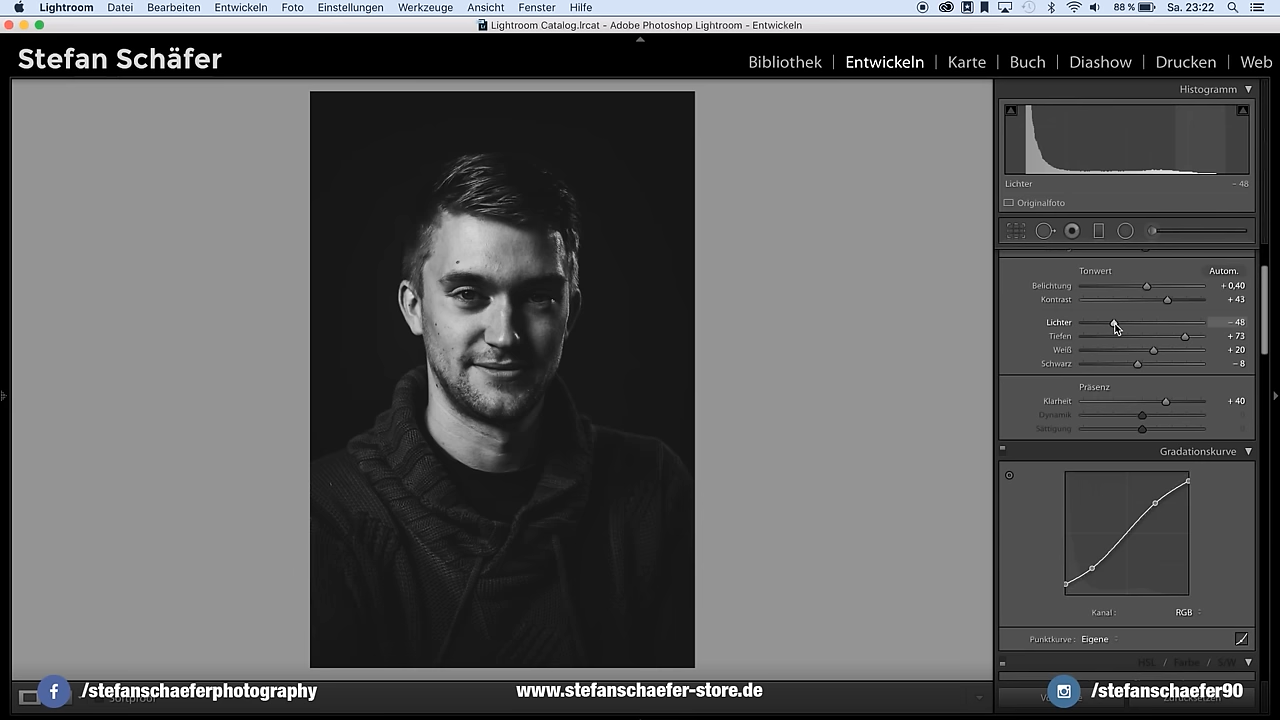 Lightroom Datei Bearbeiten Entwickeln Foto Einstellungen Werkzeuge Ansicht Fenster Hilfe 88 % Sa. 23:22
Lightroom Catalog.lrcat - Adobe Photoshop Lightroom - Entwickeln
Stefan Schäfer
Bibliothek | Entwickeln | Karte | Buch | Diashow | Drucken | Web
Histogramm
Lichter - 48
Originalfoto
Tonwert Autom.
Belichtung + 0,40
Kontrast + 43
Lichter - 48
Tiefen + 73
Weiß + 20
Schwarz - 8
Präsenz
Klarheit + 40
Dynamik
Sättigung
Gradationskurve
Kanal : RGB
Punktkurve : Eigene
HSL / Farbe / S/W
/stefanschaeferphotography
www.stefanschaefer-store.de
/stefanschaefer90
Softproof